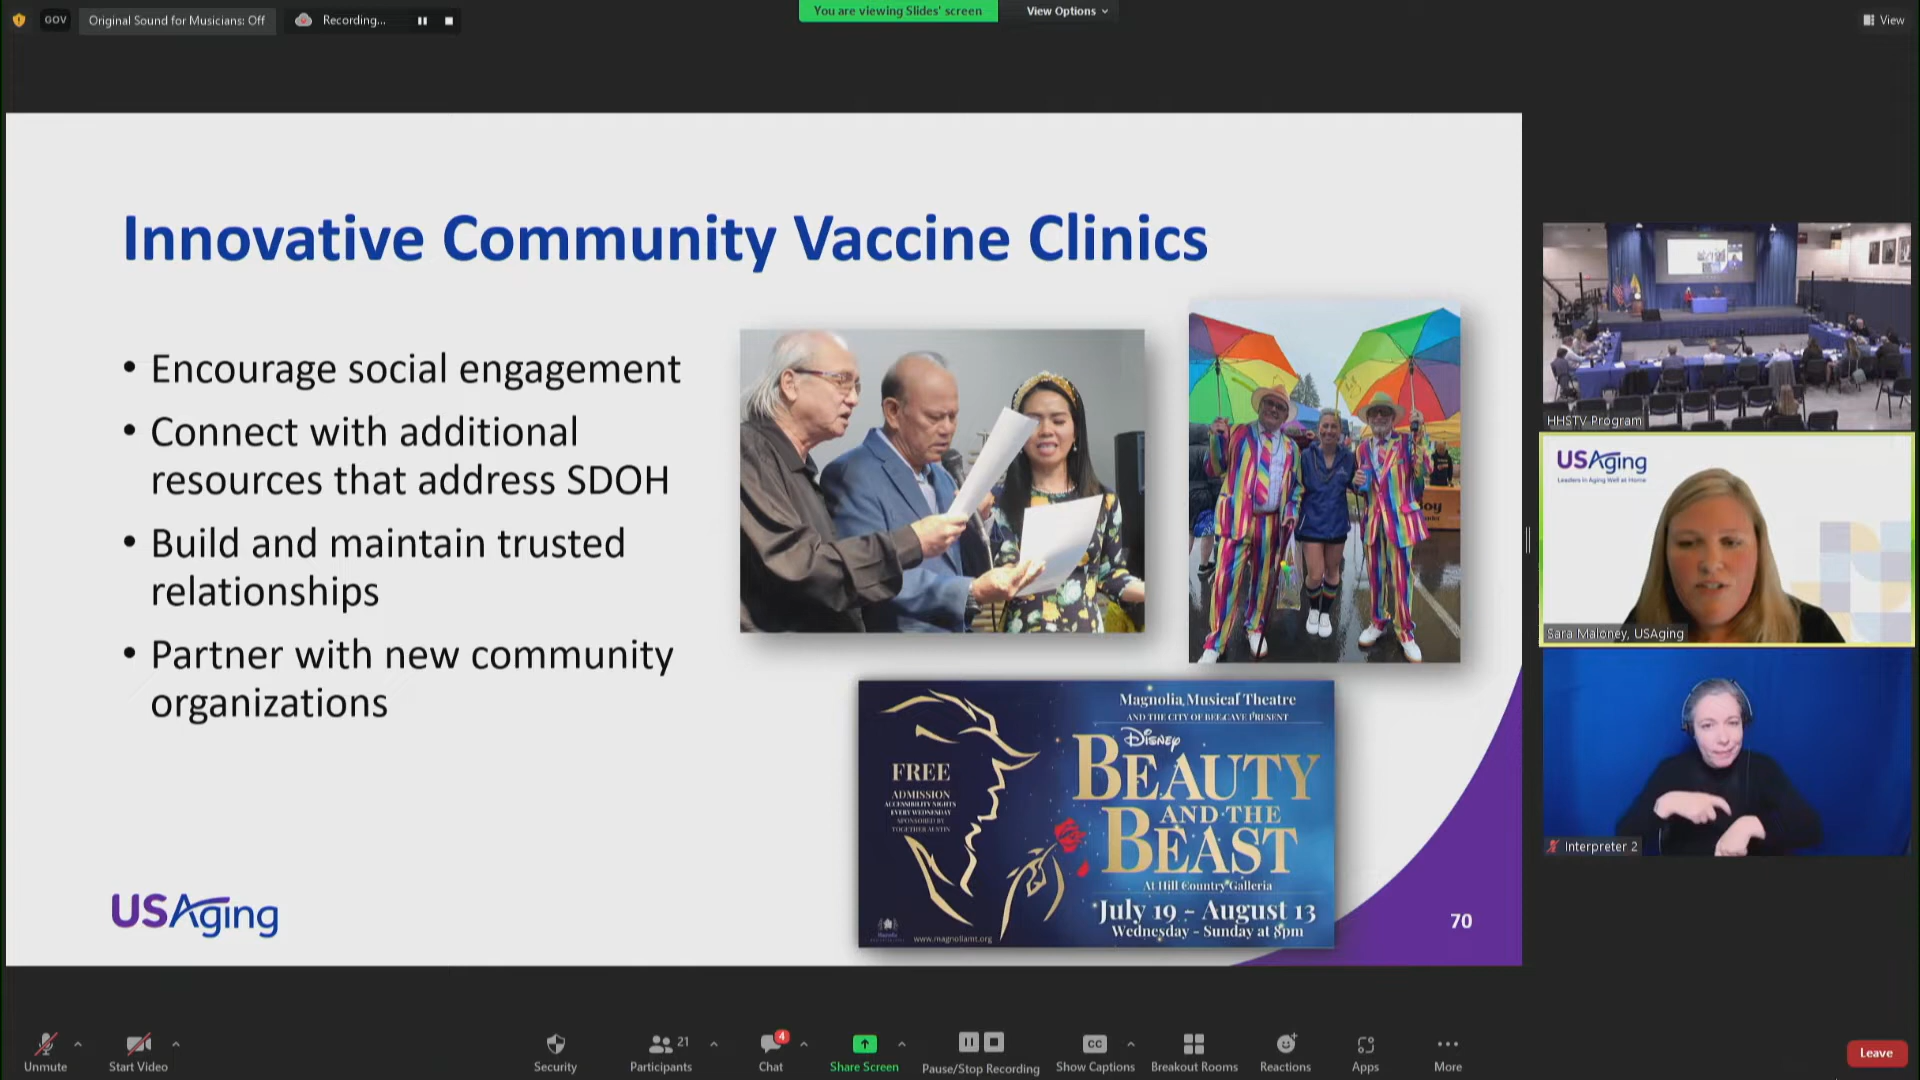 GOV
Original Sound for Musicians: Off
Recording...
You are viewing Slides' screen
View Options
View
Innovative Community Vaccine Clinics
• Encourage social engagement
• Connect with additional
resources that address SDOH
• Build and maintain trusted
relationships
• Partner with new community
organizations
Magnolia Musical Theatre
AND THE CITY OF BEE CAVE PRESENT
Disney
BEAUTY
AND THE
BEAST
At Hill Country Galleria
July 19 - August 13
Wednesday - Sunday at 8pm
FREE
ADMISSION
ACCESSIBILITY NIGHTS
EVERY WEDNESDAY
SPONSORED BY
TOGETHER AUSTIN
www.magnoliamt.org
USAging
70
HHSTV Program
USAging
Leaders in Aging Well at Home
Sara Maloney, USAging
Interpreter 2
Unmute
Start Video
Security
21
Participants
4
Chat
Share Screen
Pause/Stop Recording
CC
Show Captions
Breakout Rooms
Reactions
Apps
More
Leave